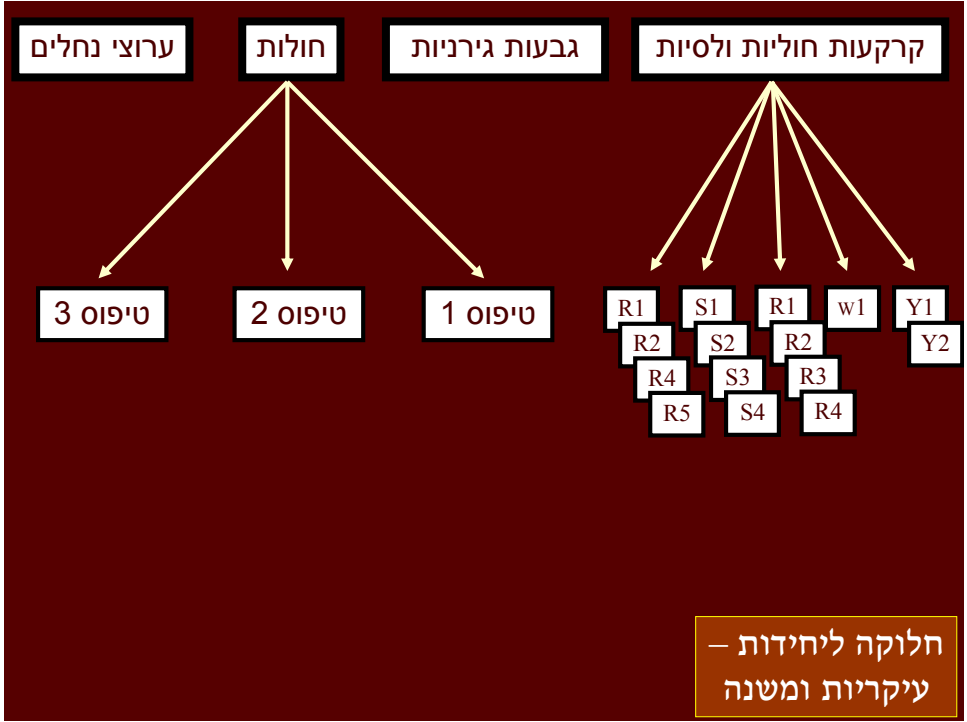 קרקעות חוליות ולסיות
גבעות גירניות
חולות
ערוצי נחלים
טיפוס 1
טיפוס 2
טיפוס 3
Y1
Y2
W1
R1
R2
R3
R4
S1
S2
S3
S4
R1
R2
R4
R5
חלוקה ליחידות –
עיקריות ומשנה